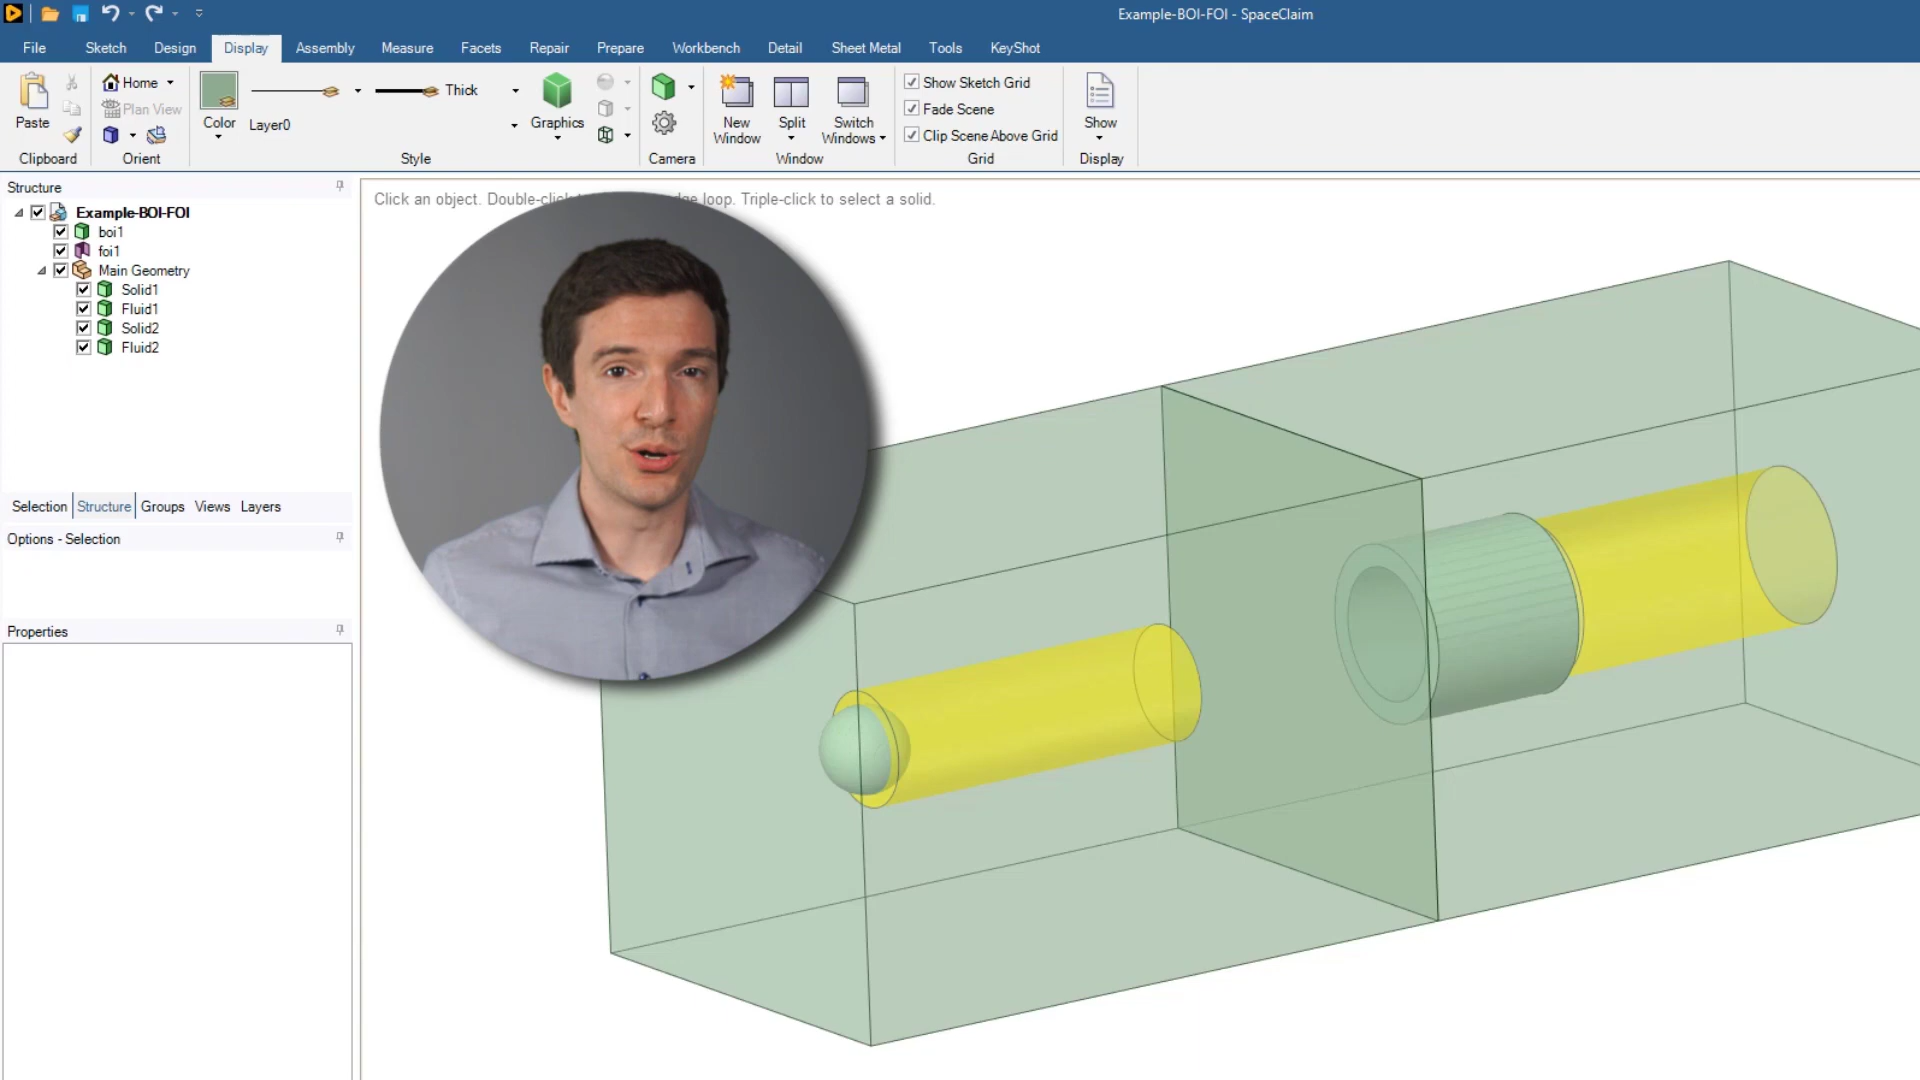 Example-BOI-FOI - SpaceClaim
File Sketch Design Display Assembly Measure Facets Repair Prepare Workbench Detail Sheet Metal Tools KeyShot
Paste
Clipboard
Home
Plan View
Orient
Color
Layer0
Thick
Graphics
Style
Camera
New Window
Split
Switch Windows
Window
Show Sketch Grid
Fade Scene
Clip Scene Above Grid
Grid
Show
Display
Structure
Example-BOI-FOI
boi1
foi1
Main Geometry
Solid1
Fluid1
Solid2
Fluid2
Selection Structure Groups Views Layers
Options - Selection
Properties
Click an object. loop. Triple-click to select a solid.